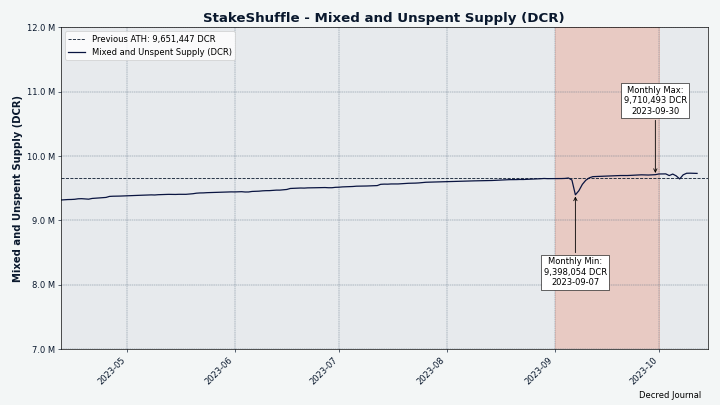 StakeShuffle - Mixed and Unspent Supply (DCR)
Previous ATH: 9,651,447 DCR
Mixed and Unspent Supply (DCR)
Mixed and Unspent Supply (DCR)
12.0 M
11.0 M
10.0 M
9.0 M
8.0 M
7.0 M
Monthly Max:
9,710,493 DCR
2023-09-30
Monthly Min:
9,398,054 DCR
2023-09-07
2023-05
2023-06
2023-07
2023-08
2023-09
2023-10
Decred Journal